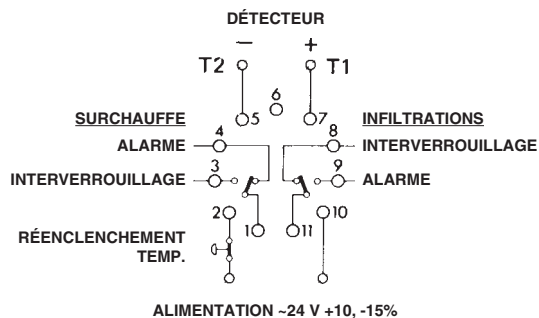 DÉTECTEUR
− +
T2 T1
6
5 7
SURCHAUFFE INFILTRATIONS
4 8
ALARME INTERVERROUILLAGE
3 9
INTERVERROUILLAGE ALARME
2 1 11 10
RÉENCLENCHEMENT
TEMP.
ALIMENTATION ~24 V +10, -15%